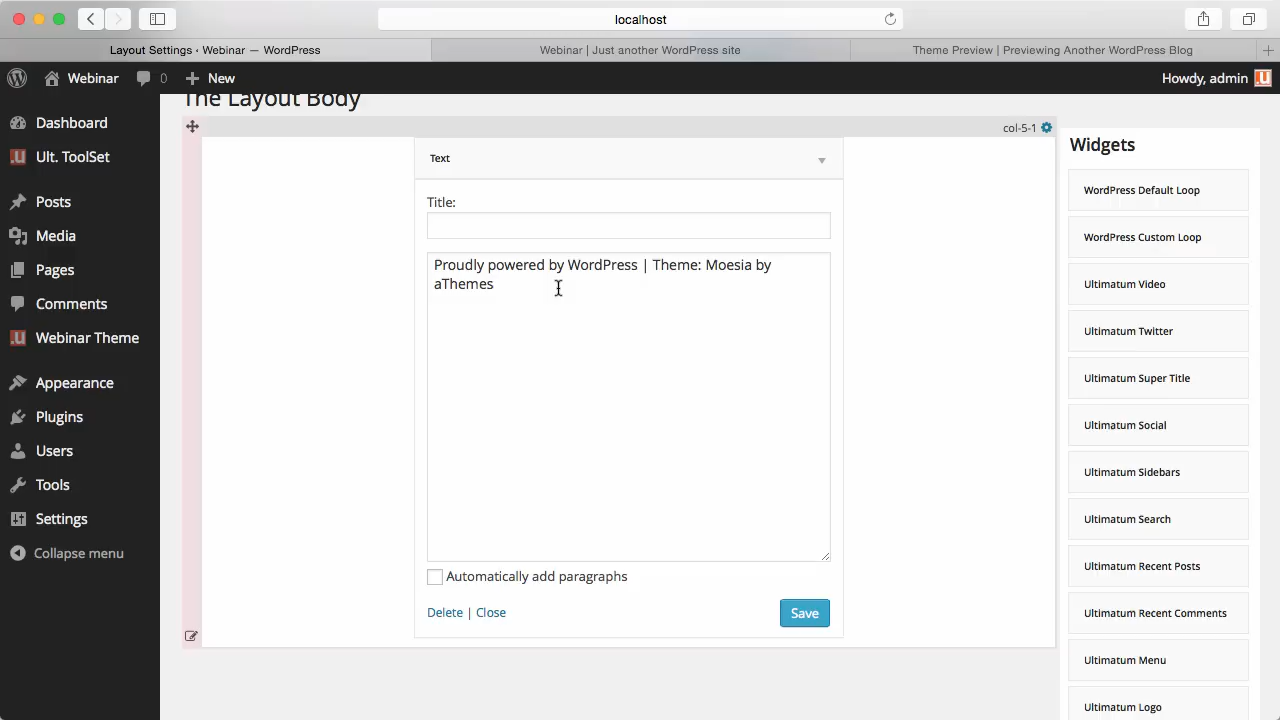 localhost
Layout Settings ‹ Webinar — WordPress
Webinar | Just another WordPress site
Theme Preview | Previewing Another WordPress Blog
Webinar
0
New
Howdy, admin
The Layout Body
Dashboard
Ult. ToolSet
Posts
Media
Pages
Comments
Webinar Theme
Appearance
Plugins
Users
Tools
Settings
Collapse menu
col-5-1
Text
Title:
Proudly powered by WordPress | Theme: Moesia by
aThemes
Automatically add paragraphs
Delete | Close
Save
Widgets
WordPress Default Loop
WordPress Custom Loop
Ultimatum Video
Ultimatum Twitter
Ultimatum Super Title
Ultimatum Social
Ultimatum Sidebars
Ultimatum Search
Ultimatum Recent Posts
Ultimatum Recent Comments
Ultimatum Menu
Ultimatum Logo